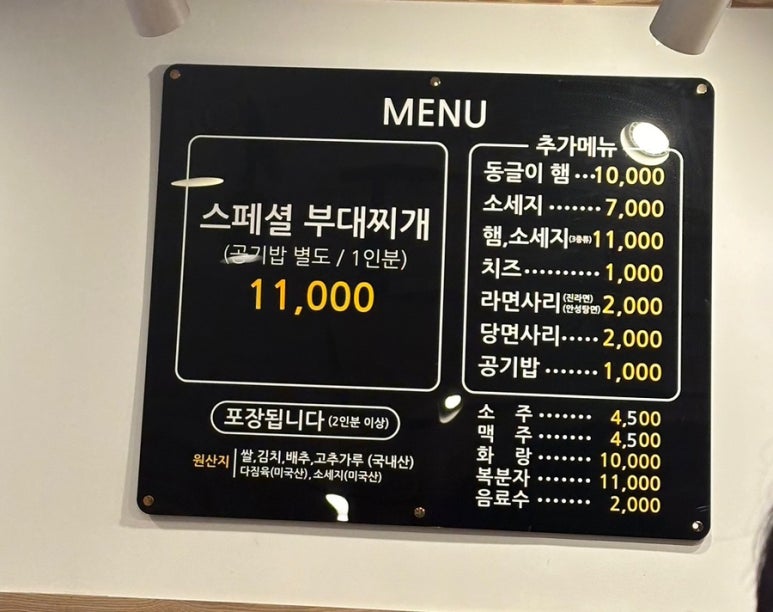 MENU
스페셜 부대찌개
(공기밥 별도 / 1인분)
11,000
포장됩니다 (2인분 이상)
원산지 쌀,김치,배추,고추가루 (국내산)
다짐육(미국산), 소세지(미국산)
추가메뉴
동글이 햄 ···10,000
소세지 ·······7,000
햄,소세지(3종류)11,000
치즈··········1,000
라면사리(진라면)(안성탕면)2,000
당면사리·····2,000
공기밥 ·······1,000
소 주 ······· 4,500
맥 주 ······· 4,500
화 랑 ······· 10,000
복분자 ······· 11,000
음료수 ······· 2,000